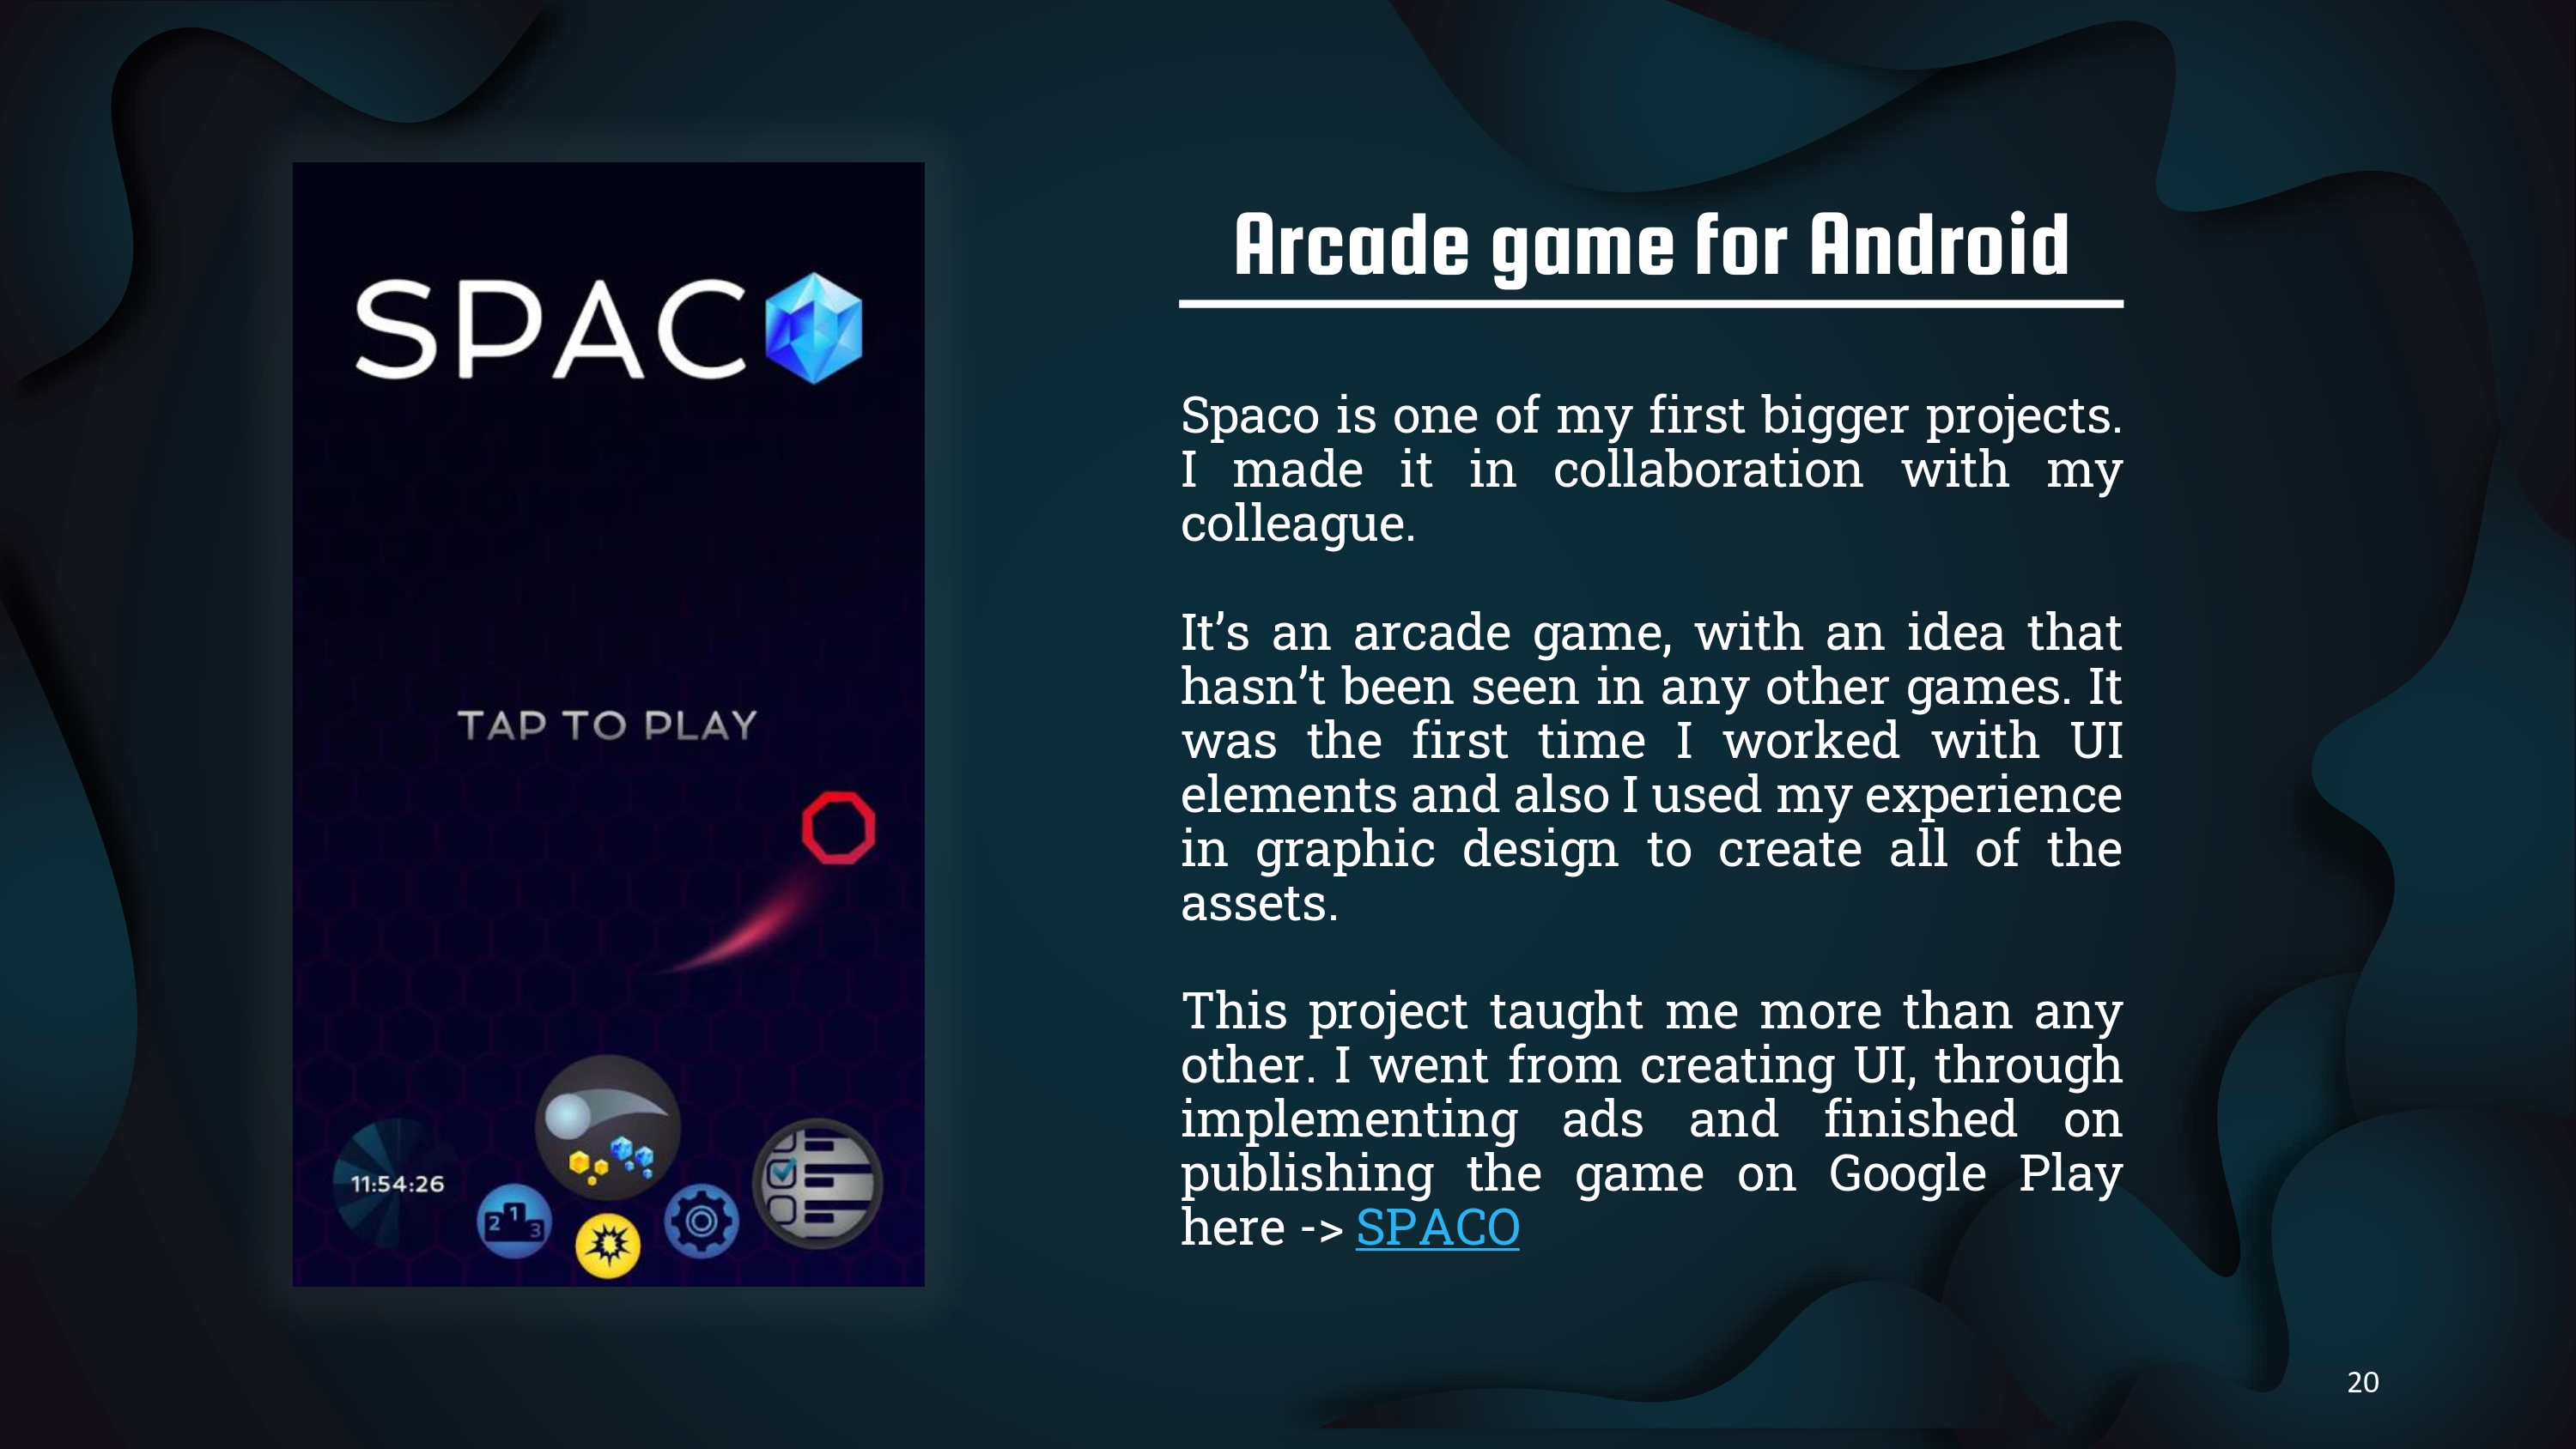 SPAC
TAP TO PLAY
11:54:26
2 1 3
Arcade game for Android
Spaco is one of my first bigger projects.
I made it in collaboration with my
colleague.
It’s an arcade game, with an idea that
hasn’t been seen in any other games. It
was the first time I worked with UI
elements and also I used my experience
in graphic design to create all of the
assets.
This project taught me more than any
other. I went from creating UI, through
implementing ads and finished on
publishing the game on Google Play
here -> SPACO
20